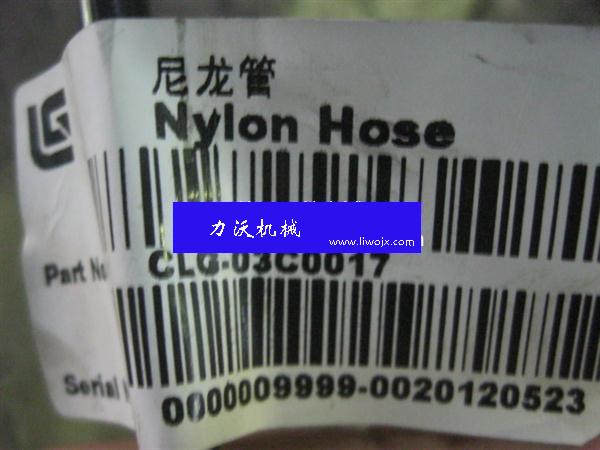 尼龙管
Nylon Hose
力沃机械
www.liwojx.com
Part No
CLG-03C0017
Serial
0000009999-0020120523